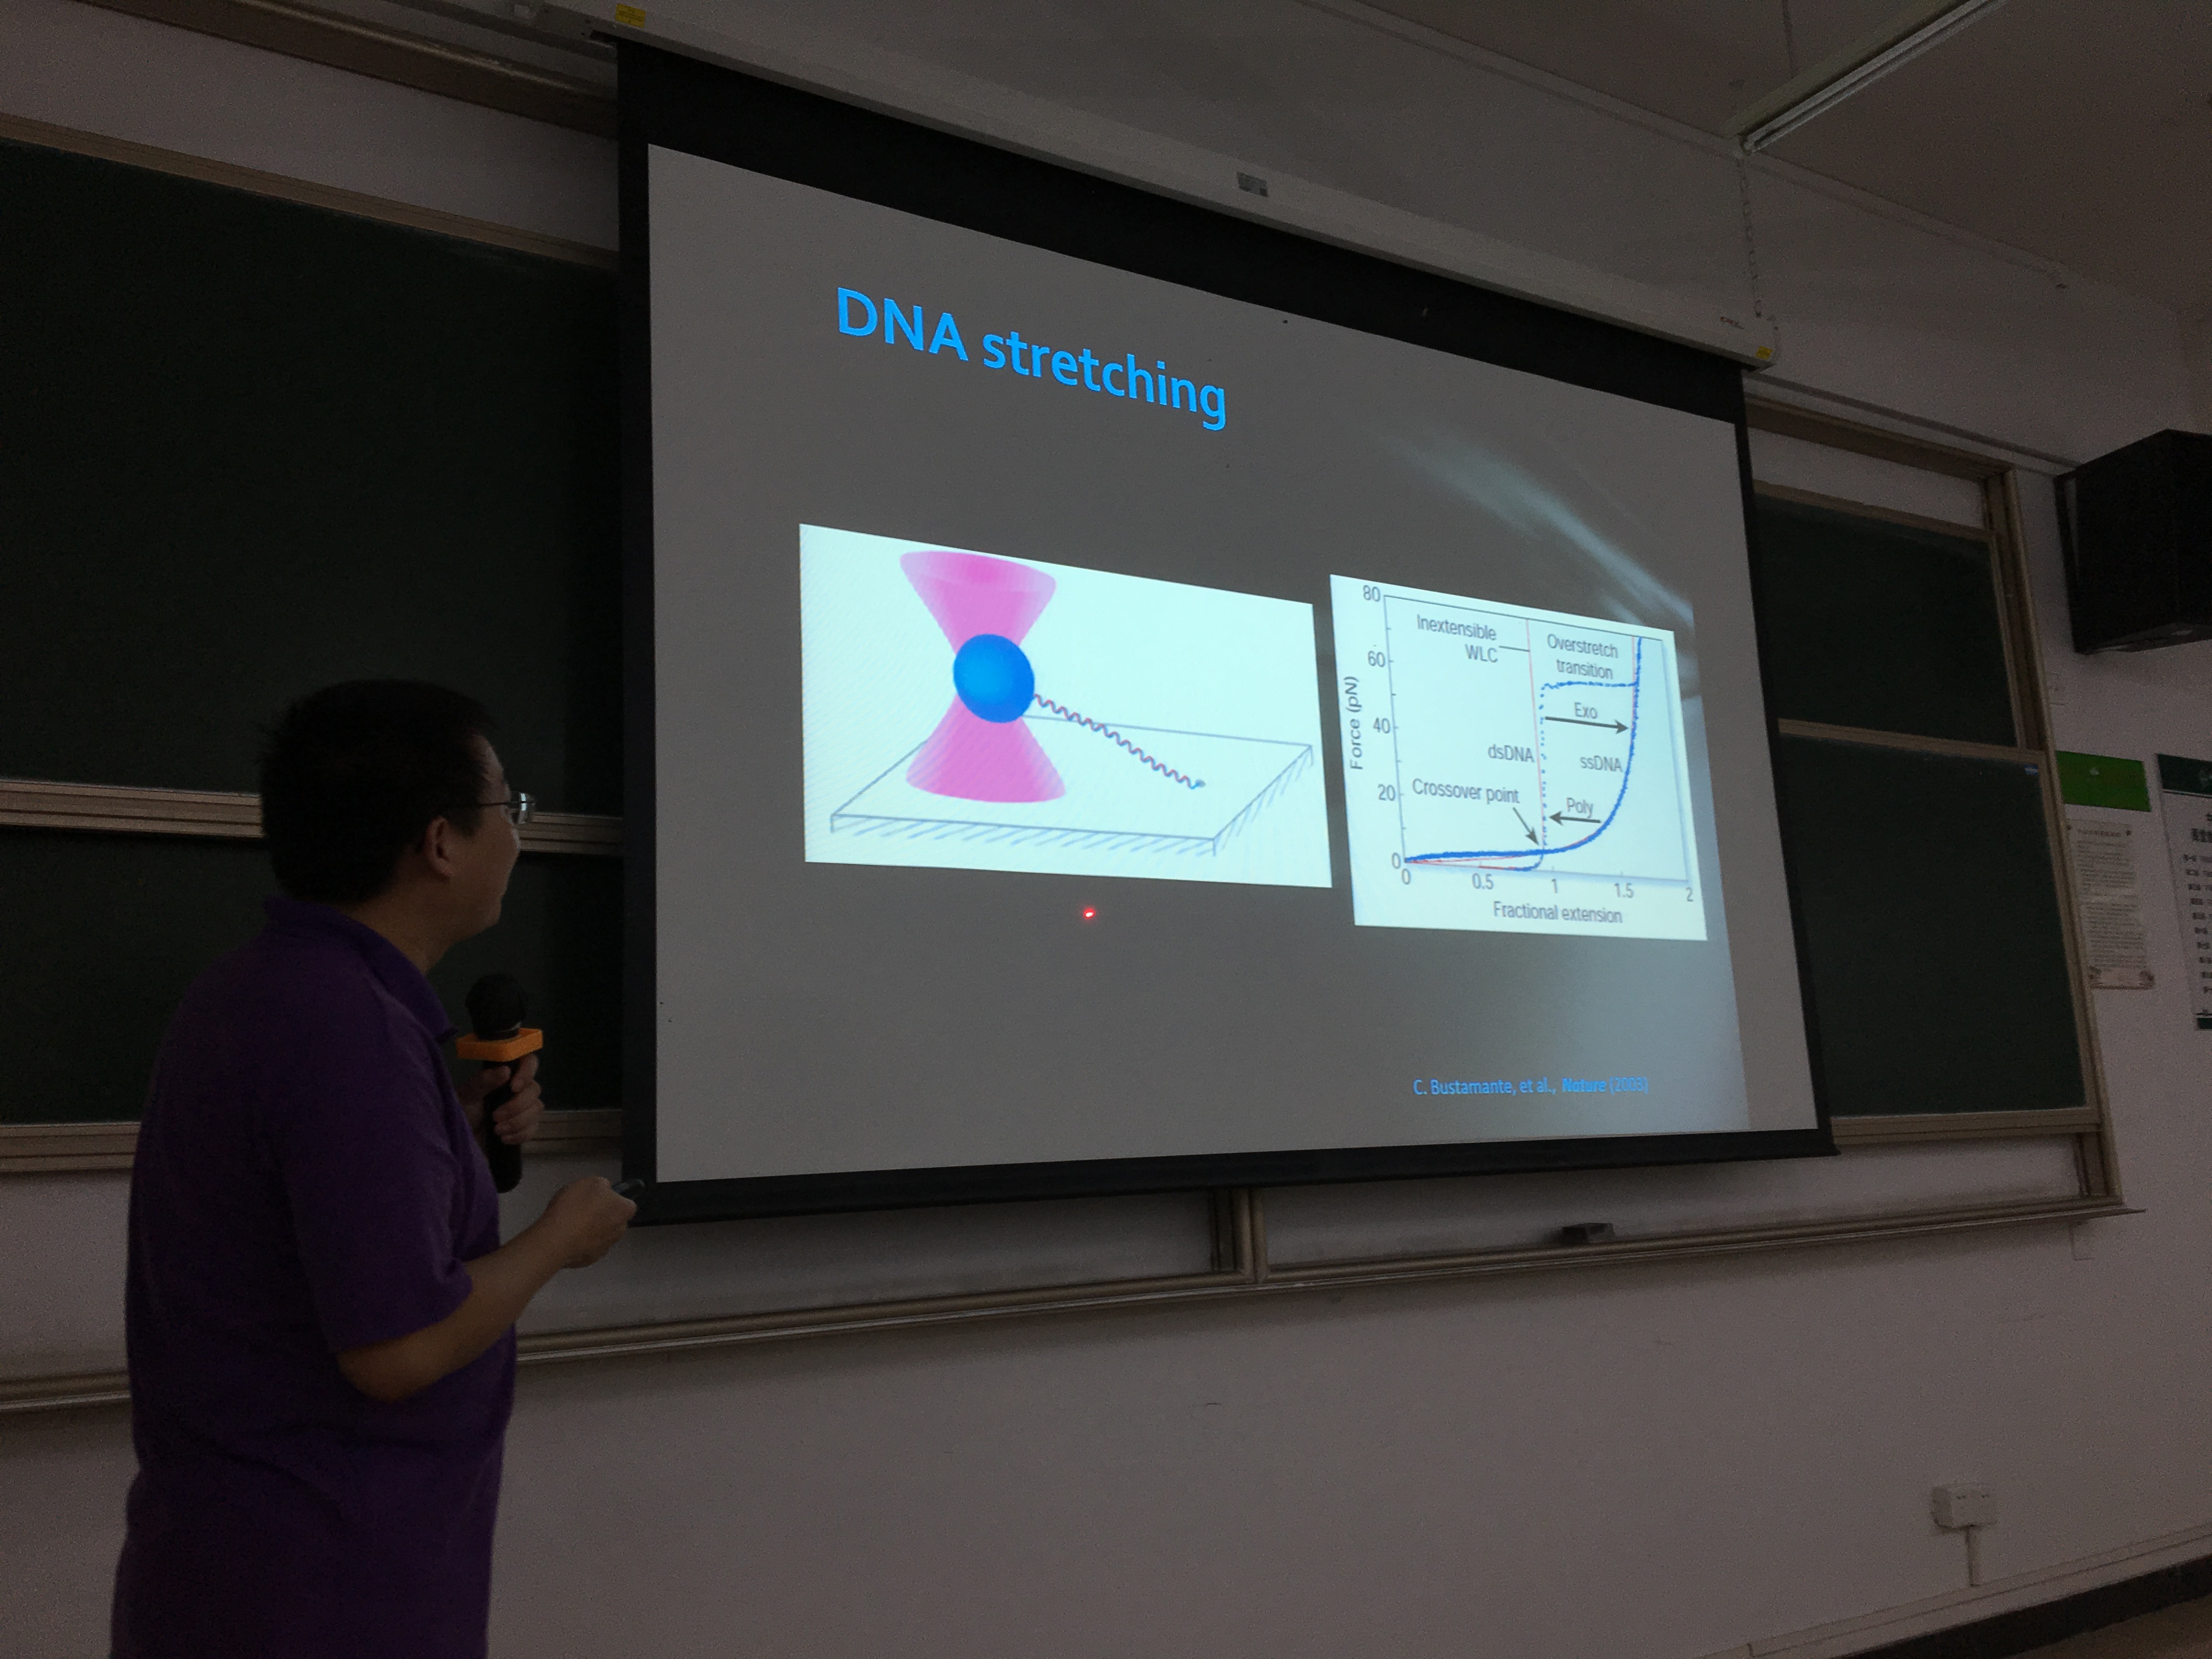 DNA stretching
80
60
40
20
0
Force (pN)
Inextensible
WLC
Overstretch
transition
Exo
dsDNA
ssDNA
Crossover point
Poly
0
0.5
1
1.5
2
Fractional extension
C. Bustamante, et al., Nature (2003)